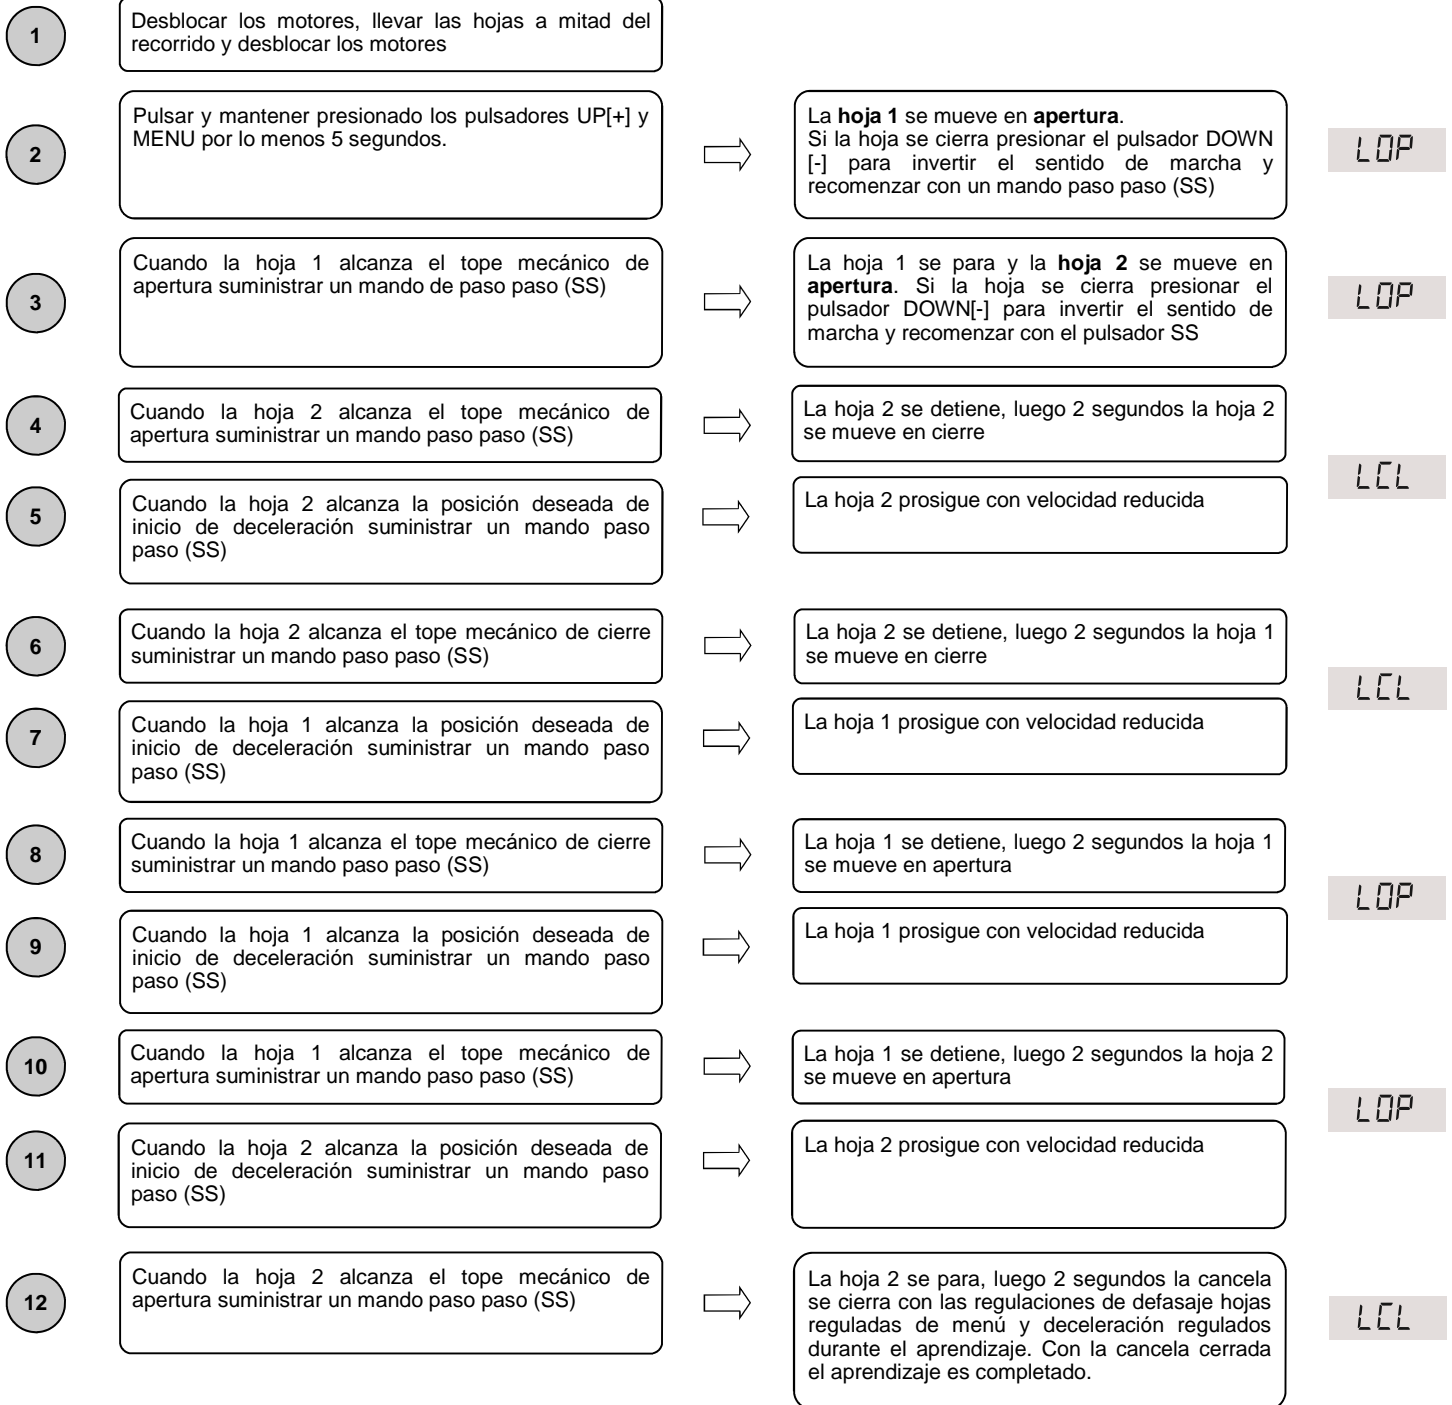 1
Desblocar los motores, llevar las hojas a mitad del
recorrido y desblocar los motores
2
Pulsar y mantener presionado los pulsadores UP[+] y
MENU por lo menos 5 segundos.
La hoja 1 se mueve en apertura.
Si la hoja se cierra presionar el pulsador DOWN
[-] para invertir el sentido de marcha y
recomenzar con un mando paso paso (SS)
LOP
3
Cuando la hoja 1 alcanza el tope mecánico de
apertura suministrar un mando de paso paso (SS)
La hoja 1 se para y la hoja 2 se mueve en
apertura. Si la hoja se cierra presionar el
pulsador DOWN[-] para invertir el sentido de
marcha y recomenzar con el pulsador SS
LOP
4
Cuando la hoja 2 alcanza el tope mecánico de
apertura suministrar un mando paso paso (SS)
La hoja 2 se detiene, luego 2 segundos la hoja 2
se mueve en cierre
LCL
5
Cuando la hoja 2 alcanza la posición deseada de
inicio de deceleración suministrar un mando paso
paso (SS)
La hoja 2 prosigue con velocidad reducida
6
Cuando la hoja 2 alcanza el tope mecánico de cierre
suministrar un mando paso paso (SS)
La hoja 2 se detiene, luego 2 segundos la hoja 1
se mueve en cierre
LCL
7
Cuando la hoja 1 alcanza la posición deseada de
inicio de deceleración suministrar un mando paso
paso (SS)
La hoja 1 prosigue con velocidad reducida
8
Cuando la hoja 1 alcanza el tope mecánico de cierre
suministrar un mando paso paso (SS)
La hoja 1 se detiene, luego 2 segundos la hoja 1
se mueve en apertura
LOP
9
Cuando la hoja 1 alcanza la posición deseada de
inicio de deceleración suministrar un mando paso
paso (SS)
La hoja 1 prosigue con velocidad reducida
10
Cuando la hoja 1 alcanza el tope mecánico de
apertura suministrar un mando paso paso (SS)
La hoja 1 se detiene, luego 2 segundos la hoja 2
se mueve en apertura
LOP
11
Cuando la hoja 2 alcanza la posición deseada de
inicio de deceleración suministrar un mando paso
paso (SS)
La hoja 2 prosigue con velocidad reducida
12
Cuando la hoja 2 alcanza el tope mecánico de
apertura suministrar un mando paso paso (SS)
La hoja 2 se para, luego 2 segundos la cancela
se cierra con las regulaciones de defasaje hojas
reguladas de menú y deceleración regulados
durante el aprendizaje. Con la cancela cerrada
el aprendizaje es completado.
LCL